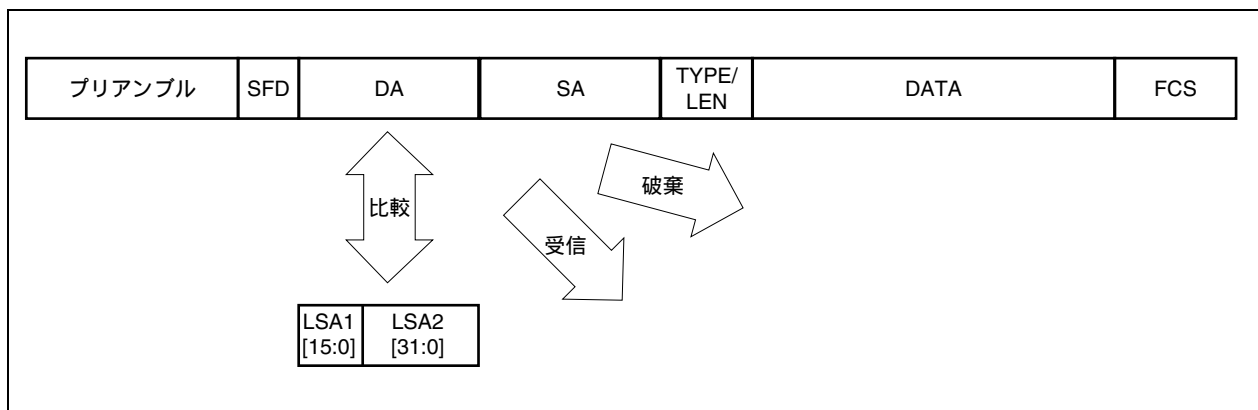 プリアンブル SFD DA SA TYPE/
LEN DATA FCS
比較
破棄
受信
LSA1
[15:0]
LSA2
[31:0]